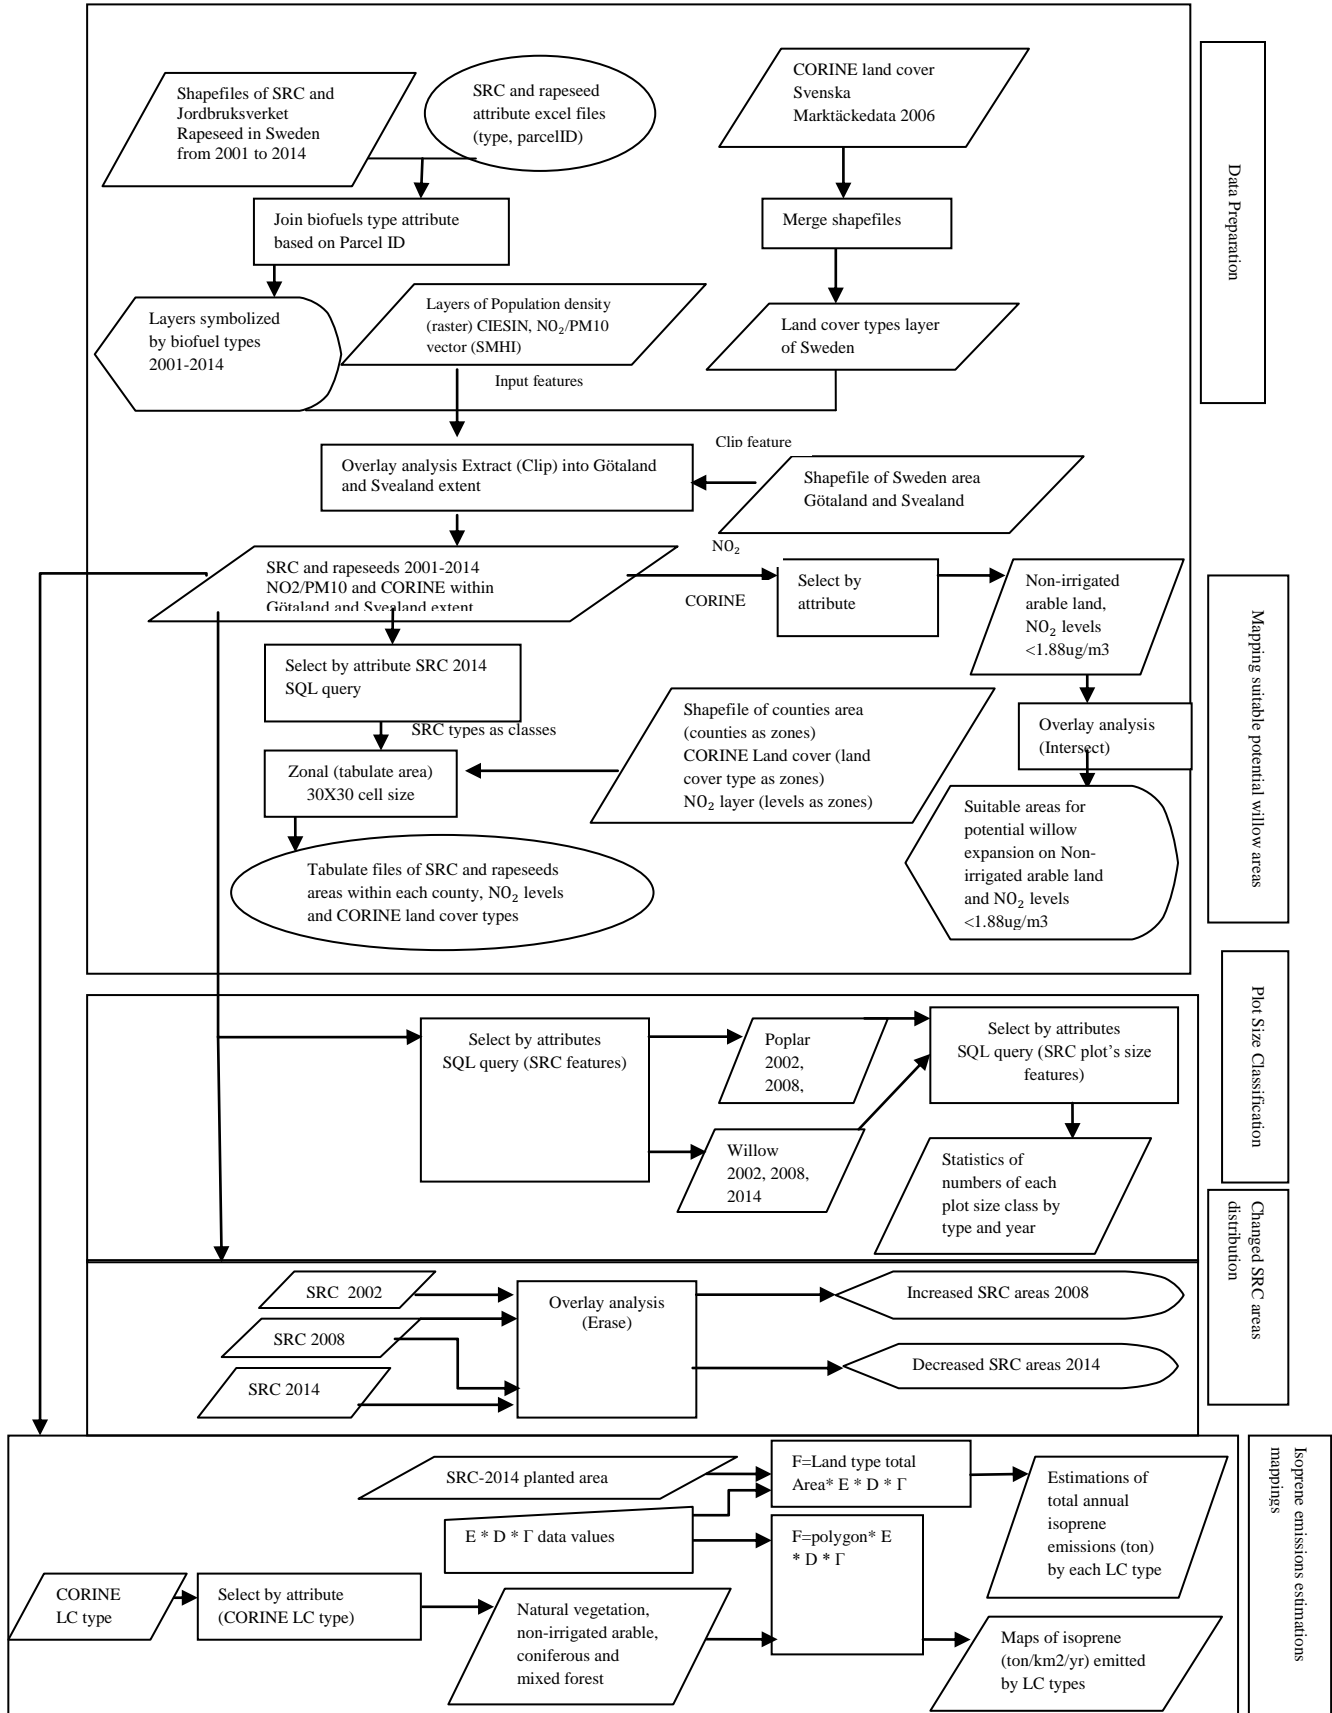 Shapefiles of SRC and
Jordbruksverket
Rapeseed in Sweden
from 2001 to 2014
SRC and rapeseed
attribute excel files
(type, parcelID)
CORINE land cover
Svenska
Marktäckedata 2006
Data Preparation
Join biofuels type attribute
based on Parcel ID
Merge shapefiles
Layers symbolized
by biofuel types
2001-2014
Layers of Population density
(raster) CIESIN, NO₂/PM10
vector (SMHI)
Land cover types layer
of Sweden
Input features
Clip feature
Overlay analysis Extract (Clip) into Götaland
and Svealand extent
Shapefile of Sweden area
Götaland and Svealand
SRC and rapeseeds 2001-2014
NO2/PM10 and CORINE within
Götaland and Svealand extent
NO₂
CORINE
Select by
attribute
Non-irrigated
arable land,
NO₂ levels
<1.88ug/m3
Mapping suitable potential willow areas
Select by attribute SRC 2014
SQL query
SRC types as classes
Shapefile of counties area
(counties as zones)
CORINE Land cover (land
cover type as zones)
NO₂ layer (levels as zones)
Overlay analysis
(Intersect)
Zonal (tabulate area)
30X30 cell size
Suitable areas for
potential willow
expansion on Non-
irrigated arable land
and NO₂ levels
<1.88ug/m3
Tabulate files of SRC and rapeseeds
areas within each county, NO₂ levels
and CORINE land cover types
Plot Size Classification
Select by attributes
SQL query (SRC features)
Poplar
2002,
2008,
Select by attributes
SQL query (SRC plot's size
features)
Willow
2002, 2008,
2014
Statistics of
numbers of each
plot size class by
type and year
Changed SRC areas
distribution
SRC 2002
SRC 2008
SRC 2014
Overlay analysis
(Erase)
Increased SRC areas 2008
Decreased SRC areas 2014
Isoprene emissions estimations
mappings
SRC-2014 planted area
F=Land type total
Area* E * D * Γ
Estimations of
total annual
isoprene
emissions (ton)
by each LC type
E * D * Γ data values
F=polygon* E
* D * Γ
CORINE
LC type
Select by attribute
(CORINE LC type)
Natural vegetation,
non-irrigated arable,
coniferous and
mixed forest
Maps of isoprene
(ton/km2/yr) emitted
by LC types